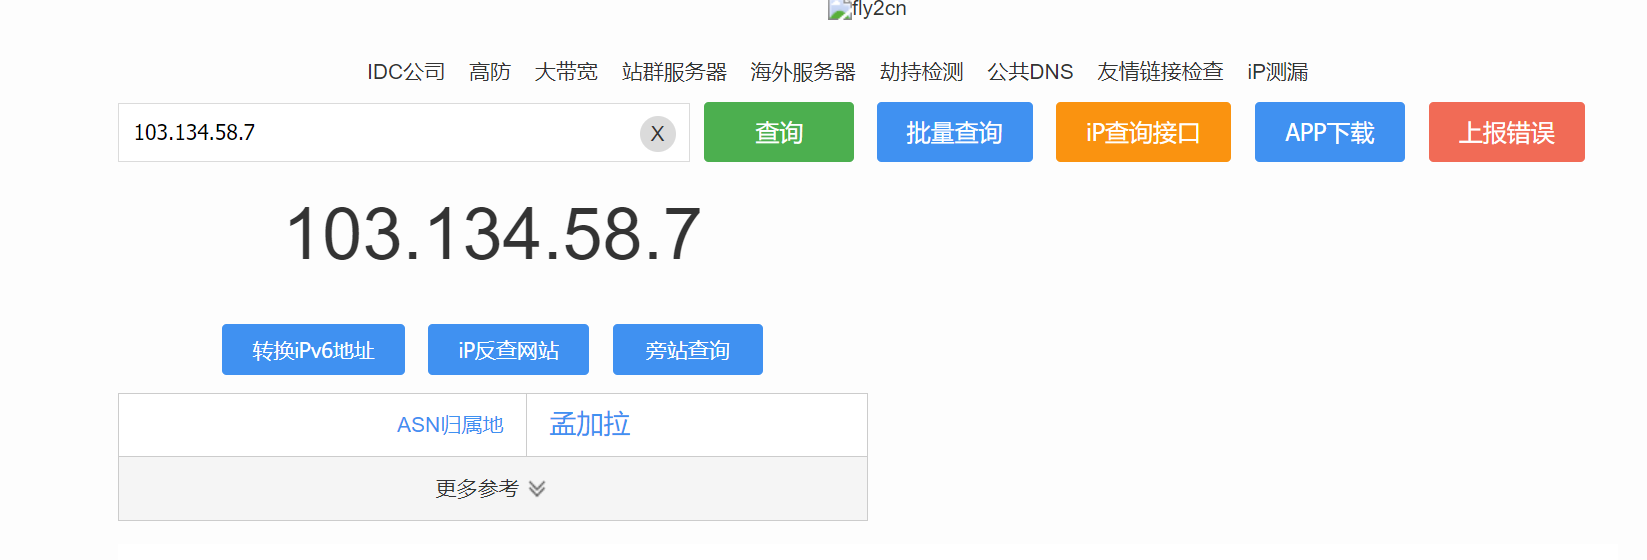 fly2cn
IDC公司 高防 大带宽 站群服务器 海外服务器 劫持检测 公共DNS 友情链接检查 iP测漏
103.134.58.7 X 查询 批量查询 iP查询接口 APP下载 上报错误
103.134.58.7
转换iPv6地址 iP反查网站 旁站查询
ASN归属地 孟加拉
更多参考